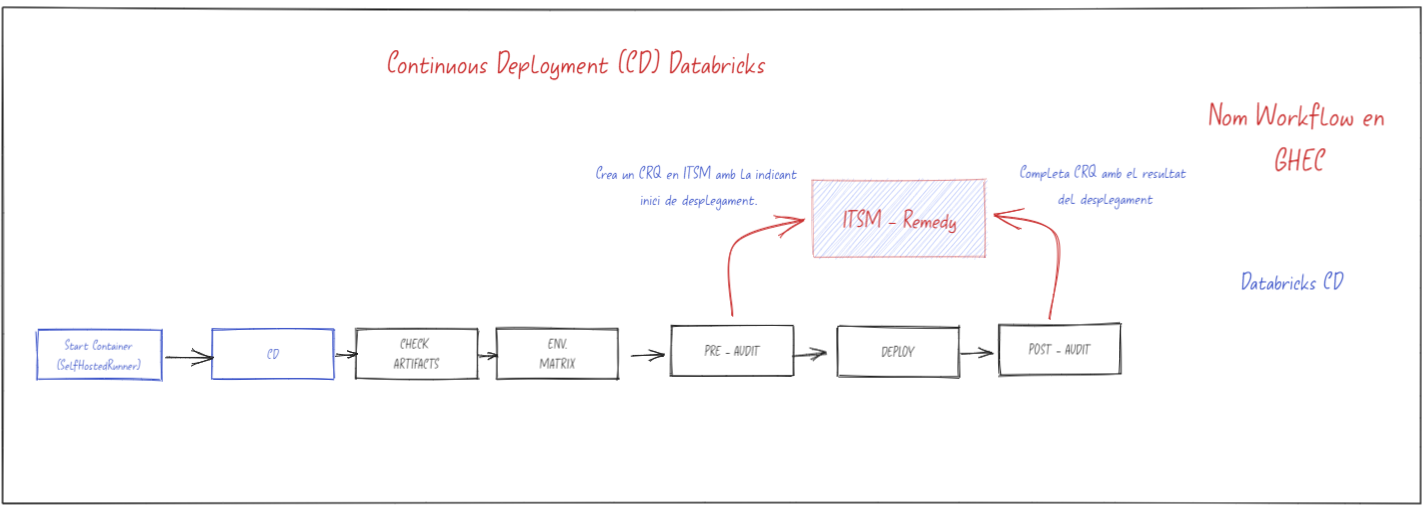 Continuous Deployment (CD) Databricks
Nom Workflow en
GHEC
Crea un CRQ en ITSM amb la indicant
inici de desplegament.
Completa CRQ amb el resultat
del desplegament
ITSM - Remedy
Databricks CD
Start Container
(SelfHostedRunner)
CD
CHECK
ARTIFACTS
ENV.
MATRIX
PRE - AUDIT
DEPLOY
POST - AUDIT